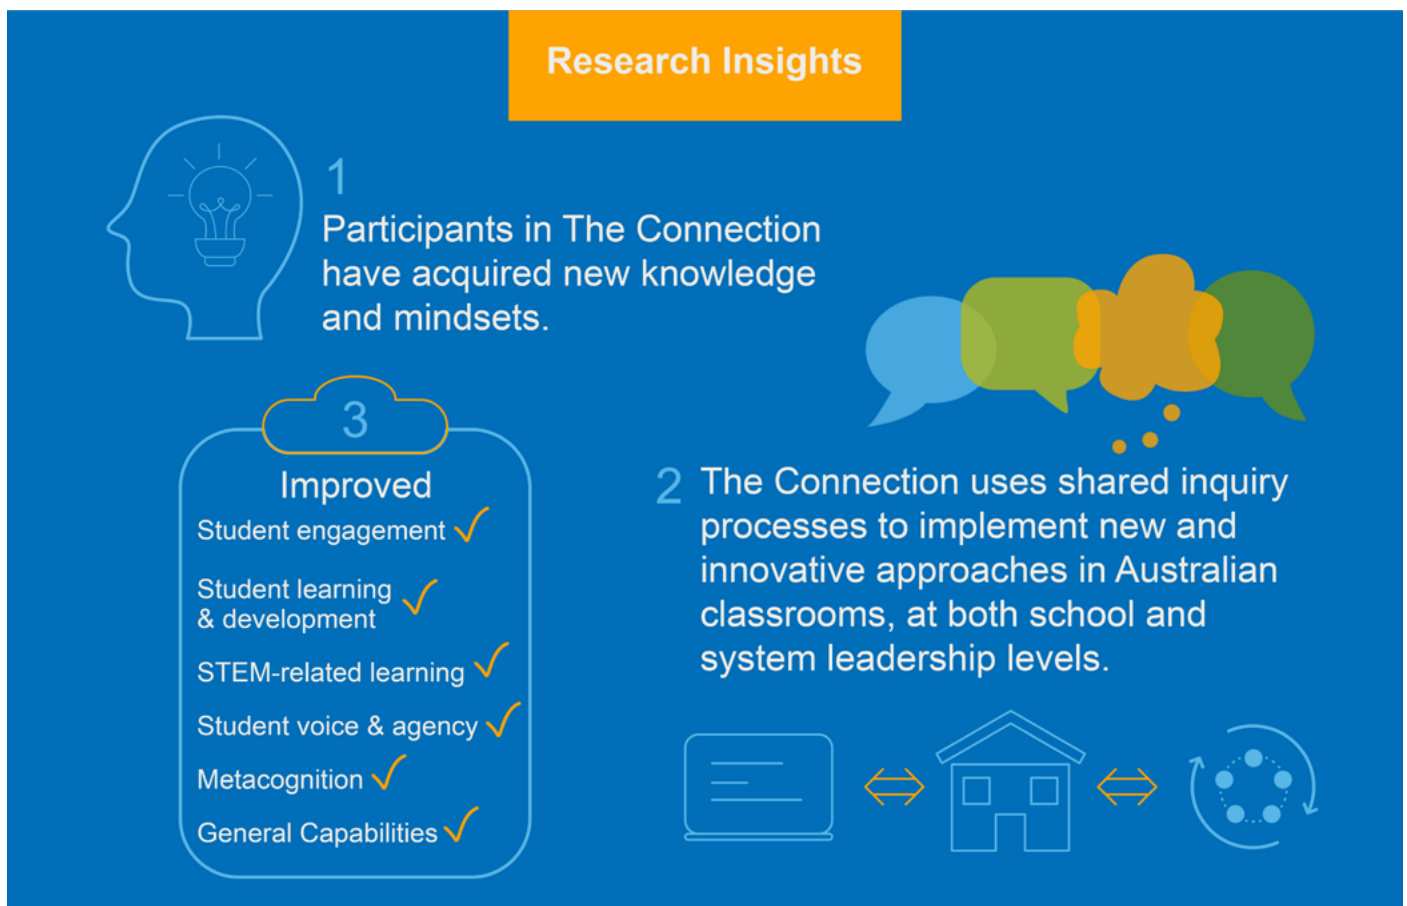 Research Insights
1
Participants in The Connection
have acquired new knowledge
and mindsets.
2
The Connection uses shared inquiry
processes to implement new and
innovative approaches in Australian
classrooms, at both school and
system leadership levels.
3
Improved
Student engagement
Student learning
& development
STEM-related learning
Student voice & agency
Metacognition
General Capabilities